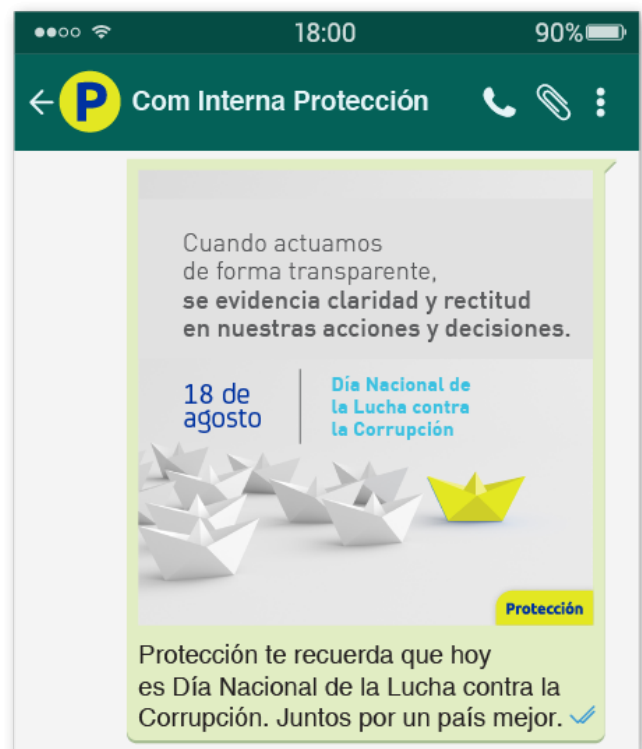 18:00
90%
P
Com Interna Protección
Cuando actuamos
de forma transparente,
se evidencia claridad y rectitud
en nuestras acciones y decisiones.
18 de
agosto
Día Nacional de
la Lucha contra
la Corrupción
Protección
Protección te recuerda que hoy
es Día Nacional de la Lucha contra la
Corrupción. Juntos por un país mejor.